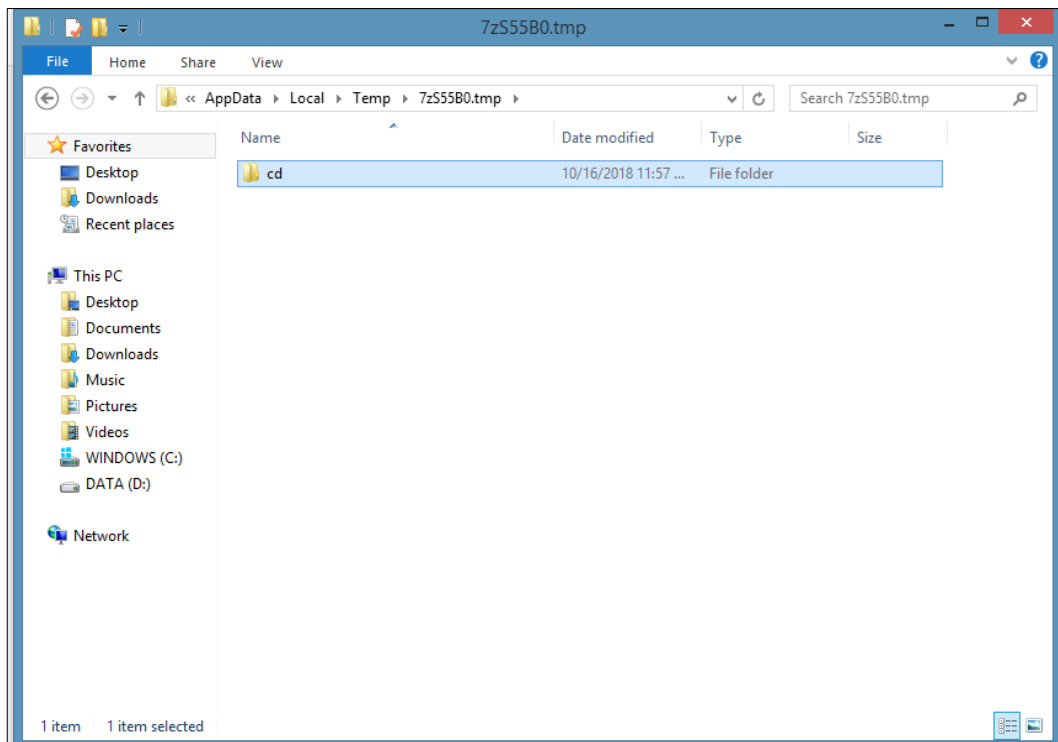 7zS55B0.tmp
File Home Share View
« AppData Local Temp 7zS55B0.tmp Search 7zS55B0.tmp
Name Date modified Type Size
cd 10/16/2018 11:57 ... File folder
Favorites
Desktop
Downloads
Recent places
This PC
Desktop
Documents
Downloads
Music
Pictures
Videos
WINDOWS (C:)
DATA (D:)
Network
1 item 1 item selected